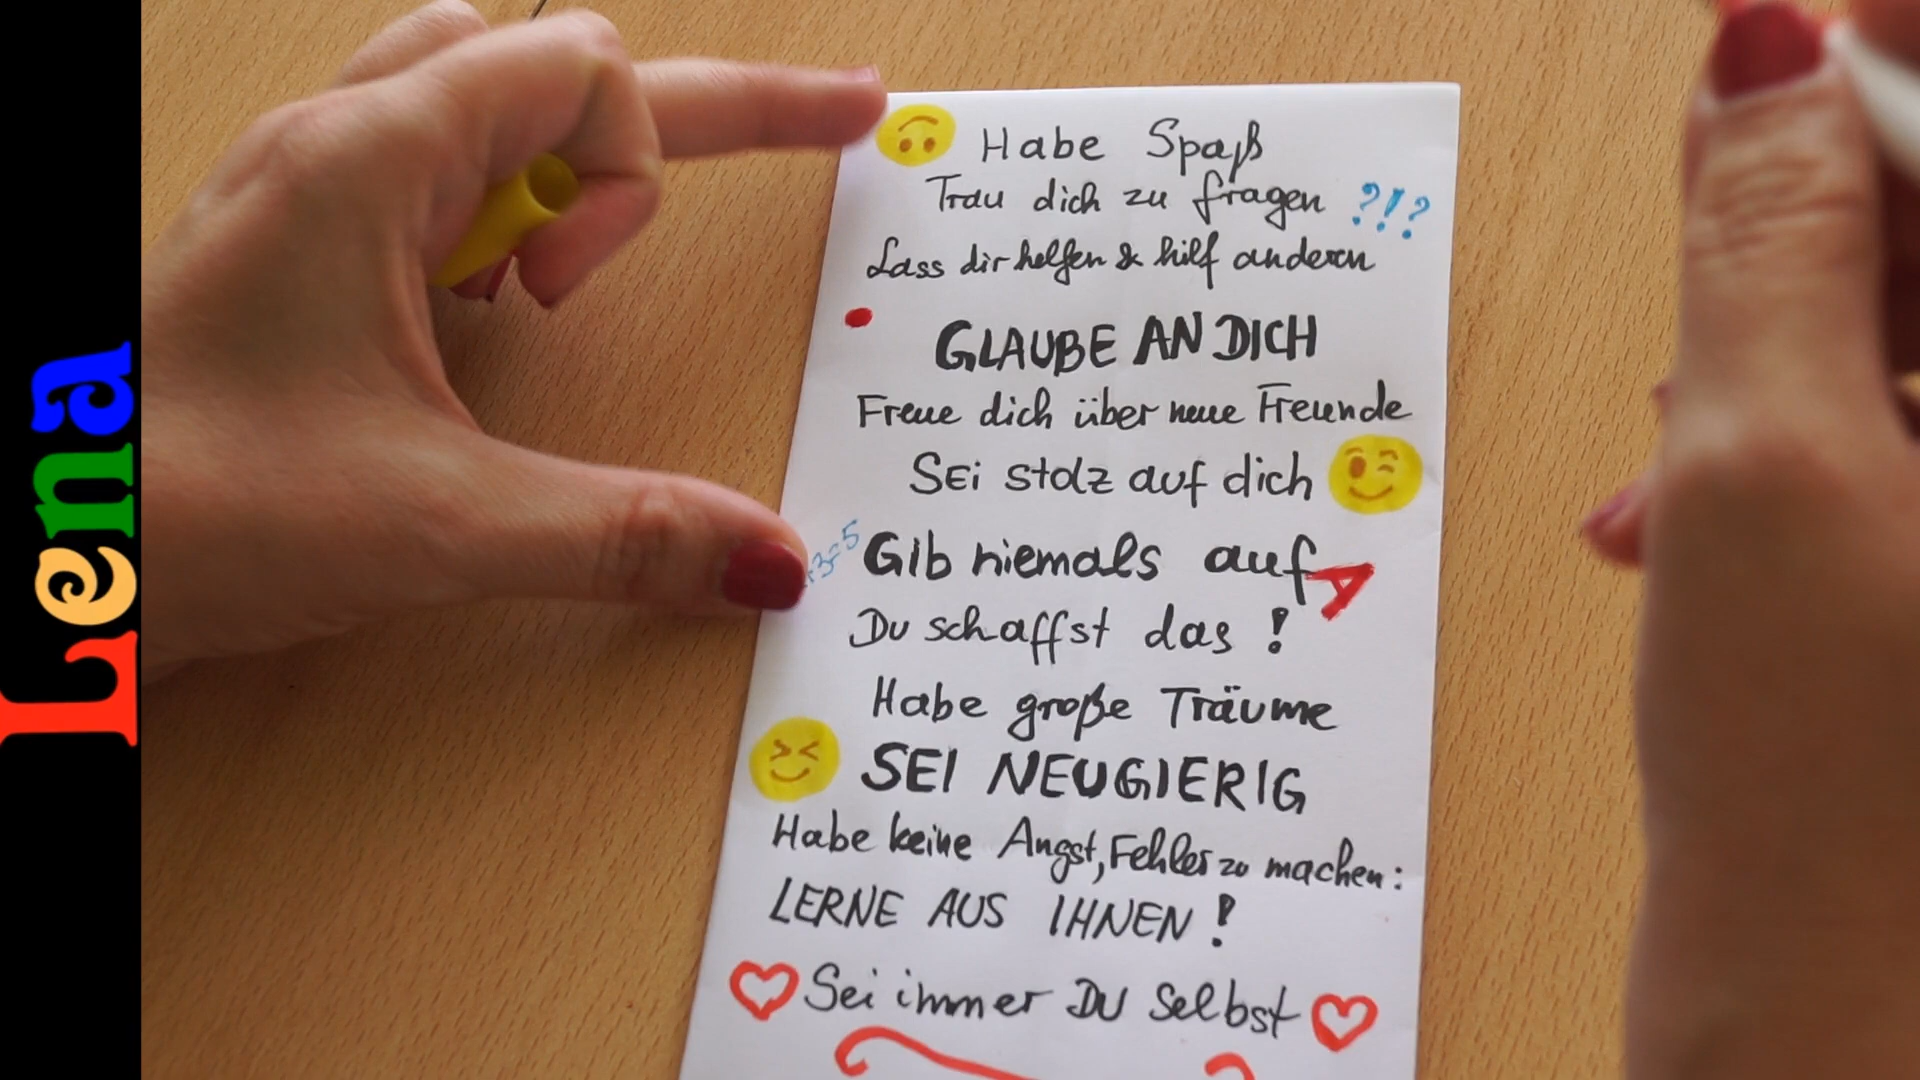 Lena
Habe Spaß
Trau dich zu fragen ?!?
Lass dir helfen & hilf anderen
GLAUBE AN DICH
Freue dich über neue Freunde
SEi stolz auf dich
+3=5
Gib niemals auf A
Du schaffst das!
Habe große Träume
SEI NEUGIERIG
Habe keine Angst, Fehler zu machen:
LERNE AUS IHNEN!
Sei immer DU Selbst